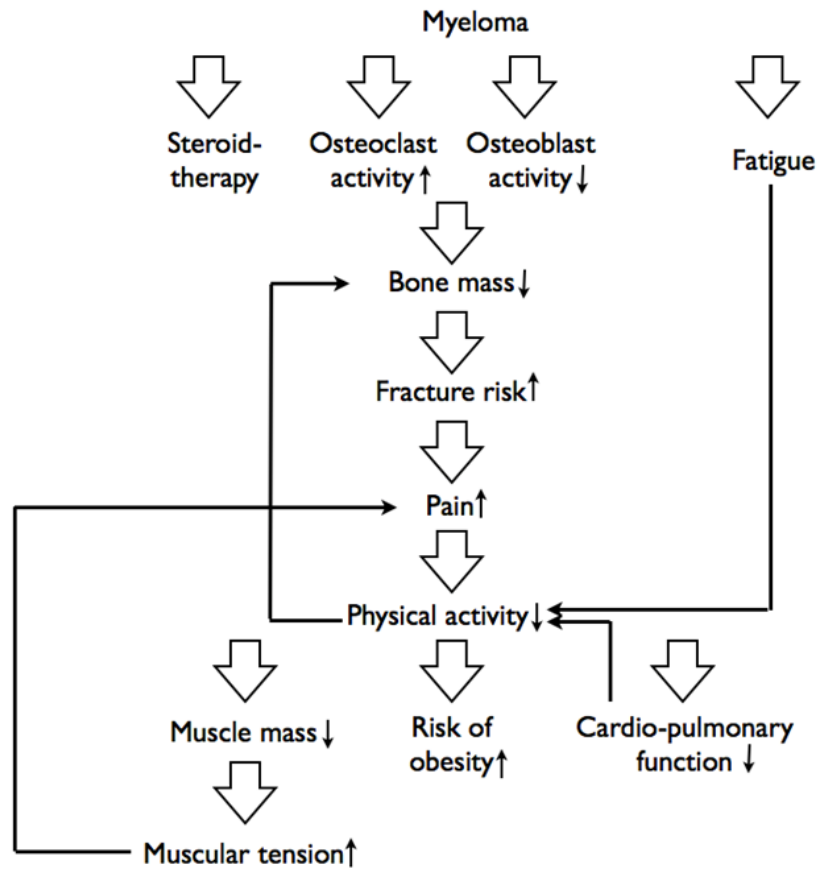 Myeloma
Steroid-
therapy
Osteoclast
activity↑
Osteoblast
activity↓
Fatigue
Bone mass↓
Fracture risk↑
Pain↑
Physical activity↓
Muscle mass↓
Risk of
obesity↑
Cardio-pulmonary
function ↓
Muscular tension↑